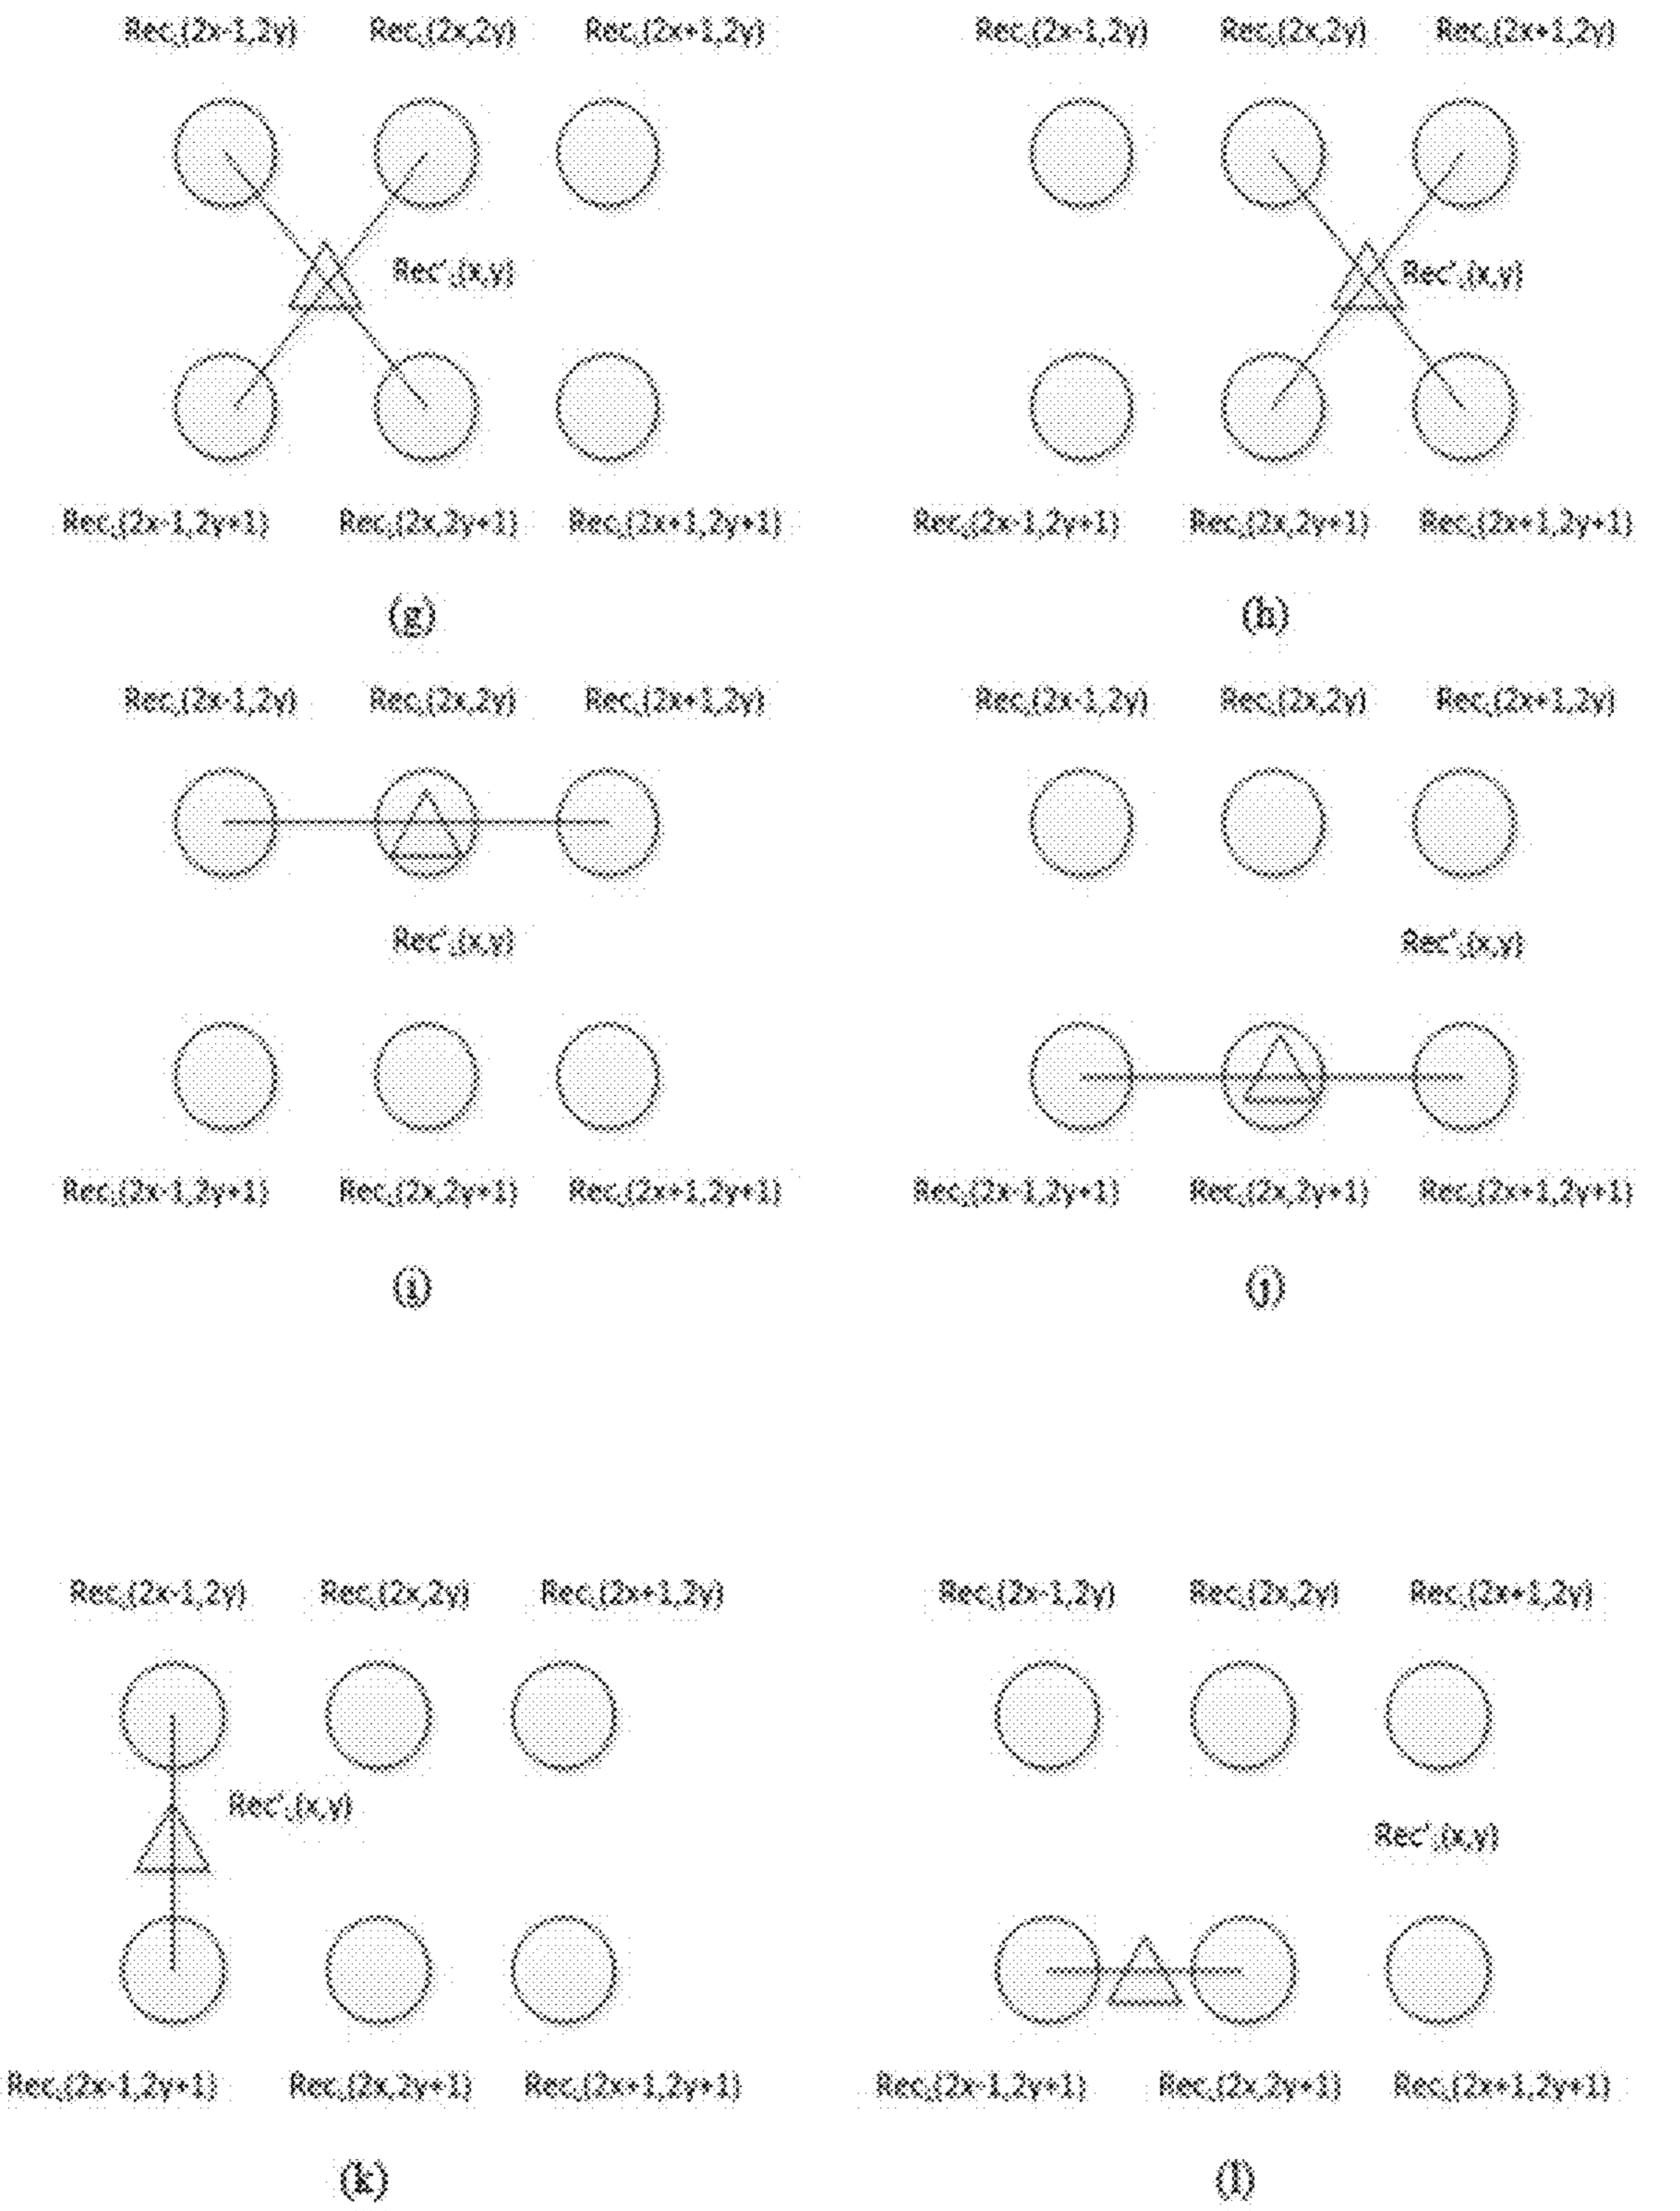 Rec,(2x-1,2y) Rec,(2x,2y) Rec,(2x+1,2y) Rec,(2x-1,2y) Rec,(2x,2y) Rec,(2x+1,2y)
Rec',(x,y) Rec',(x,y)
Rec,(2x-1,2y+1) Rec,(2x,2y+1) Rec,(2x+1,2y+1) Rec,(2x-1,2y+1) Rec,(2x,2y+1) Rec,(2x+1,2y+1)
(g) (h)
Rec,(2x-1,2y) Rec,(2x,2y) Rec,(2x+1,2y) Rec,(2x-1,2y) Rec,(2x,2y) Rec,(2x+1,2y)
Rec',(x,y) Rec',(x,y)
Rec,(2x-1,2y+1) Rec,(2x,2y+1) Rec,(2x+1,2y+1) Rec,(2x-1,2y+1) Rec,(2x,2y+1) Rec,(2x+1,2y+1)
(i) (j)
Rec,(2x-1,2y) Rec,(2x,2y) Rec,(2x+1,2y) Rec,(2x-1,2y) Rec,(2x,2y) Rec,(2x+1,2y)
Rec',(x,y) Rec',(x,y)
Rec,(2x-1,2y+1) Rec,(2x,2y+1) Rec,(2x+1,2y+1) Rec,(2x-1,2y+1) Rec,(2x,2y+1) Rec,(2x+1,2y+1)
(k) (l)